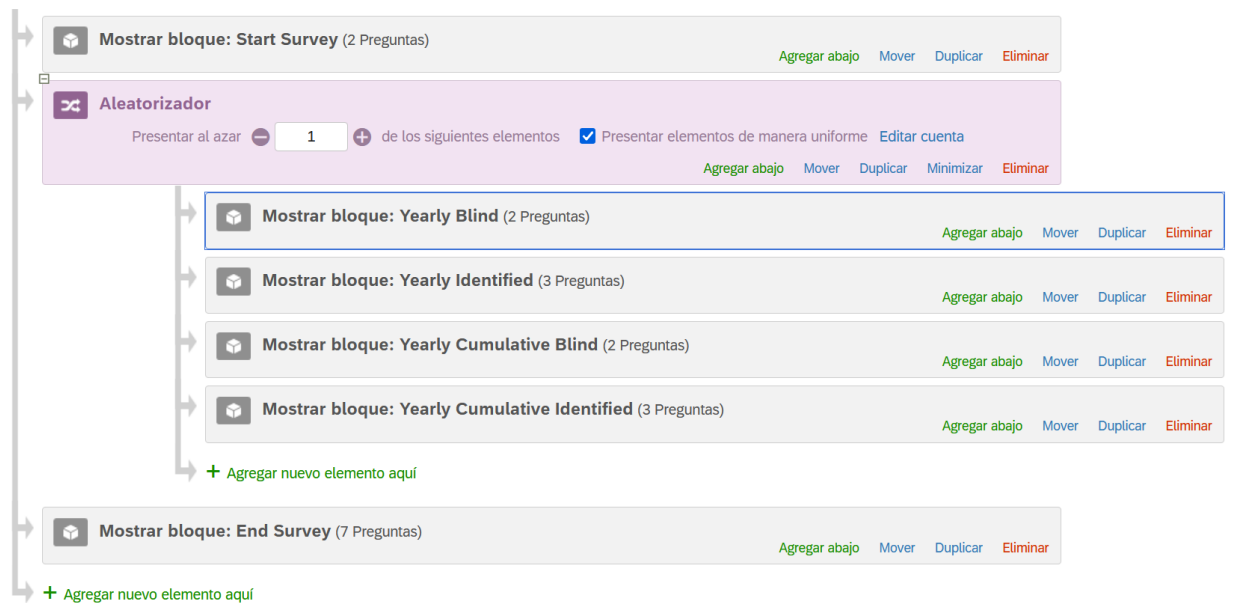 Mostrar bloque: Start Survey (2 Preguntas)
Agregar abajo Mover Duplicar Eliminar
Aleatorizador
Presentar al azar 1 de los siguientes elementos Presentar elementos de manera uniforme Editar cuenta
Agregar abajo Mover Duplicar Minimizar Eliminar
Mostrar bloque: Yearly Blind (2 Preguntas)
Agregar abajo Mover Duplicar Eliminar
Mostrar bloque: Yearly Identified (3 Preguntas)
Agregar abajo Mover Duplicar Eliminar
Mostrar bloque: Yearly Cumulative Blind (2 Preguntas)
Agregar abajo Mover Duplicar Eliminar
Mostrar bloque: Yearly Cumulative Identified (3 Preguntas)
Agregar abajo Mover Duplicar Eliminar
+ Agregar nuevo elemento aquí
Mostrar bloque: End Survey (7 Preguntas)
Agregar abajo Mover Duplicar Eliminar
+ Agregar nuevo elemento aquí